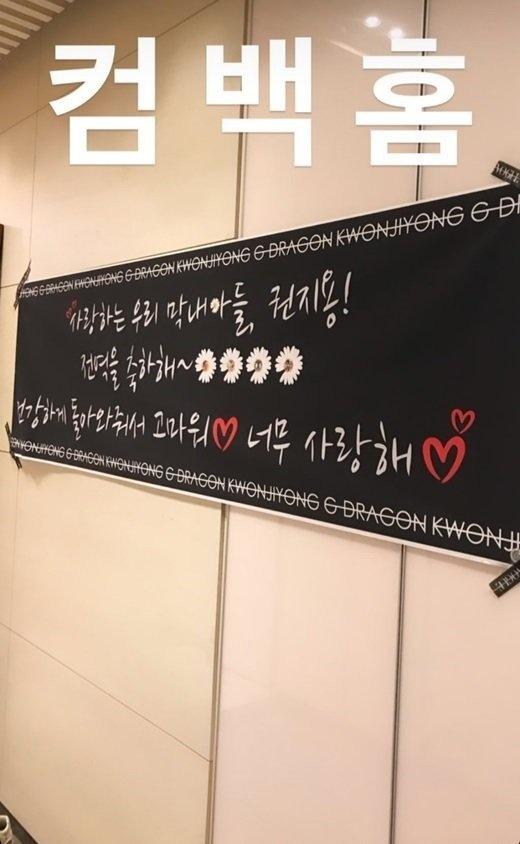 컴백홈
G DRAGON KWONJIYONG G DRAGON KWONJIYONG G DRAGON KWONJIYONG G
사랑하는 우리 막내아들, 권지용!
전역을 축하해~
건강하게 돌아와줘서 고마워♡ 너무 사랑해♡
KWONJIYONG G DRAGON KWONJIYONG G DRAGON KWONJIYONG G DRAGON